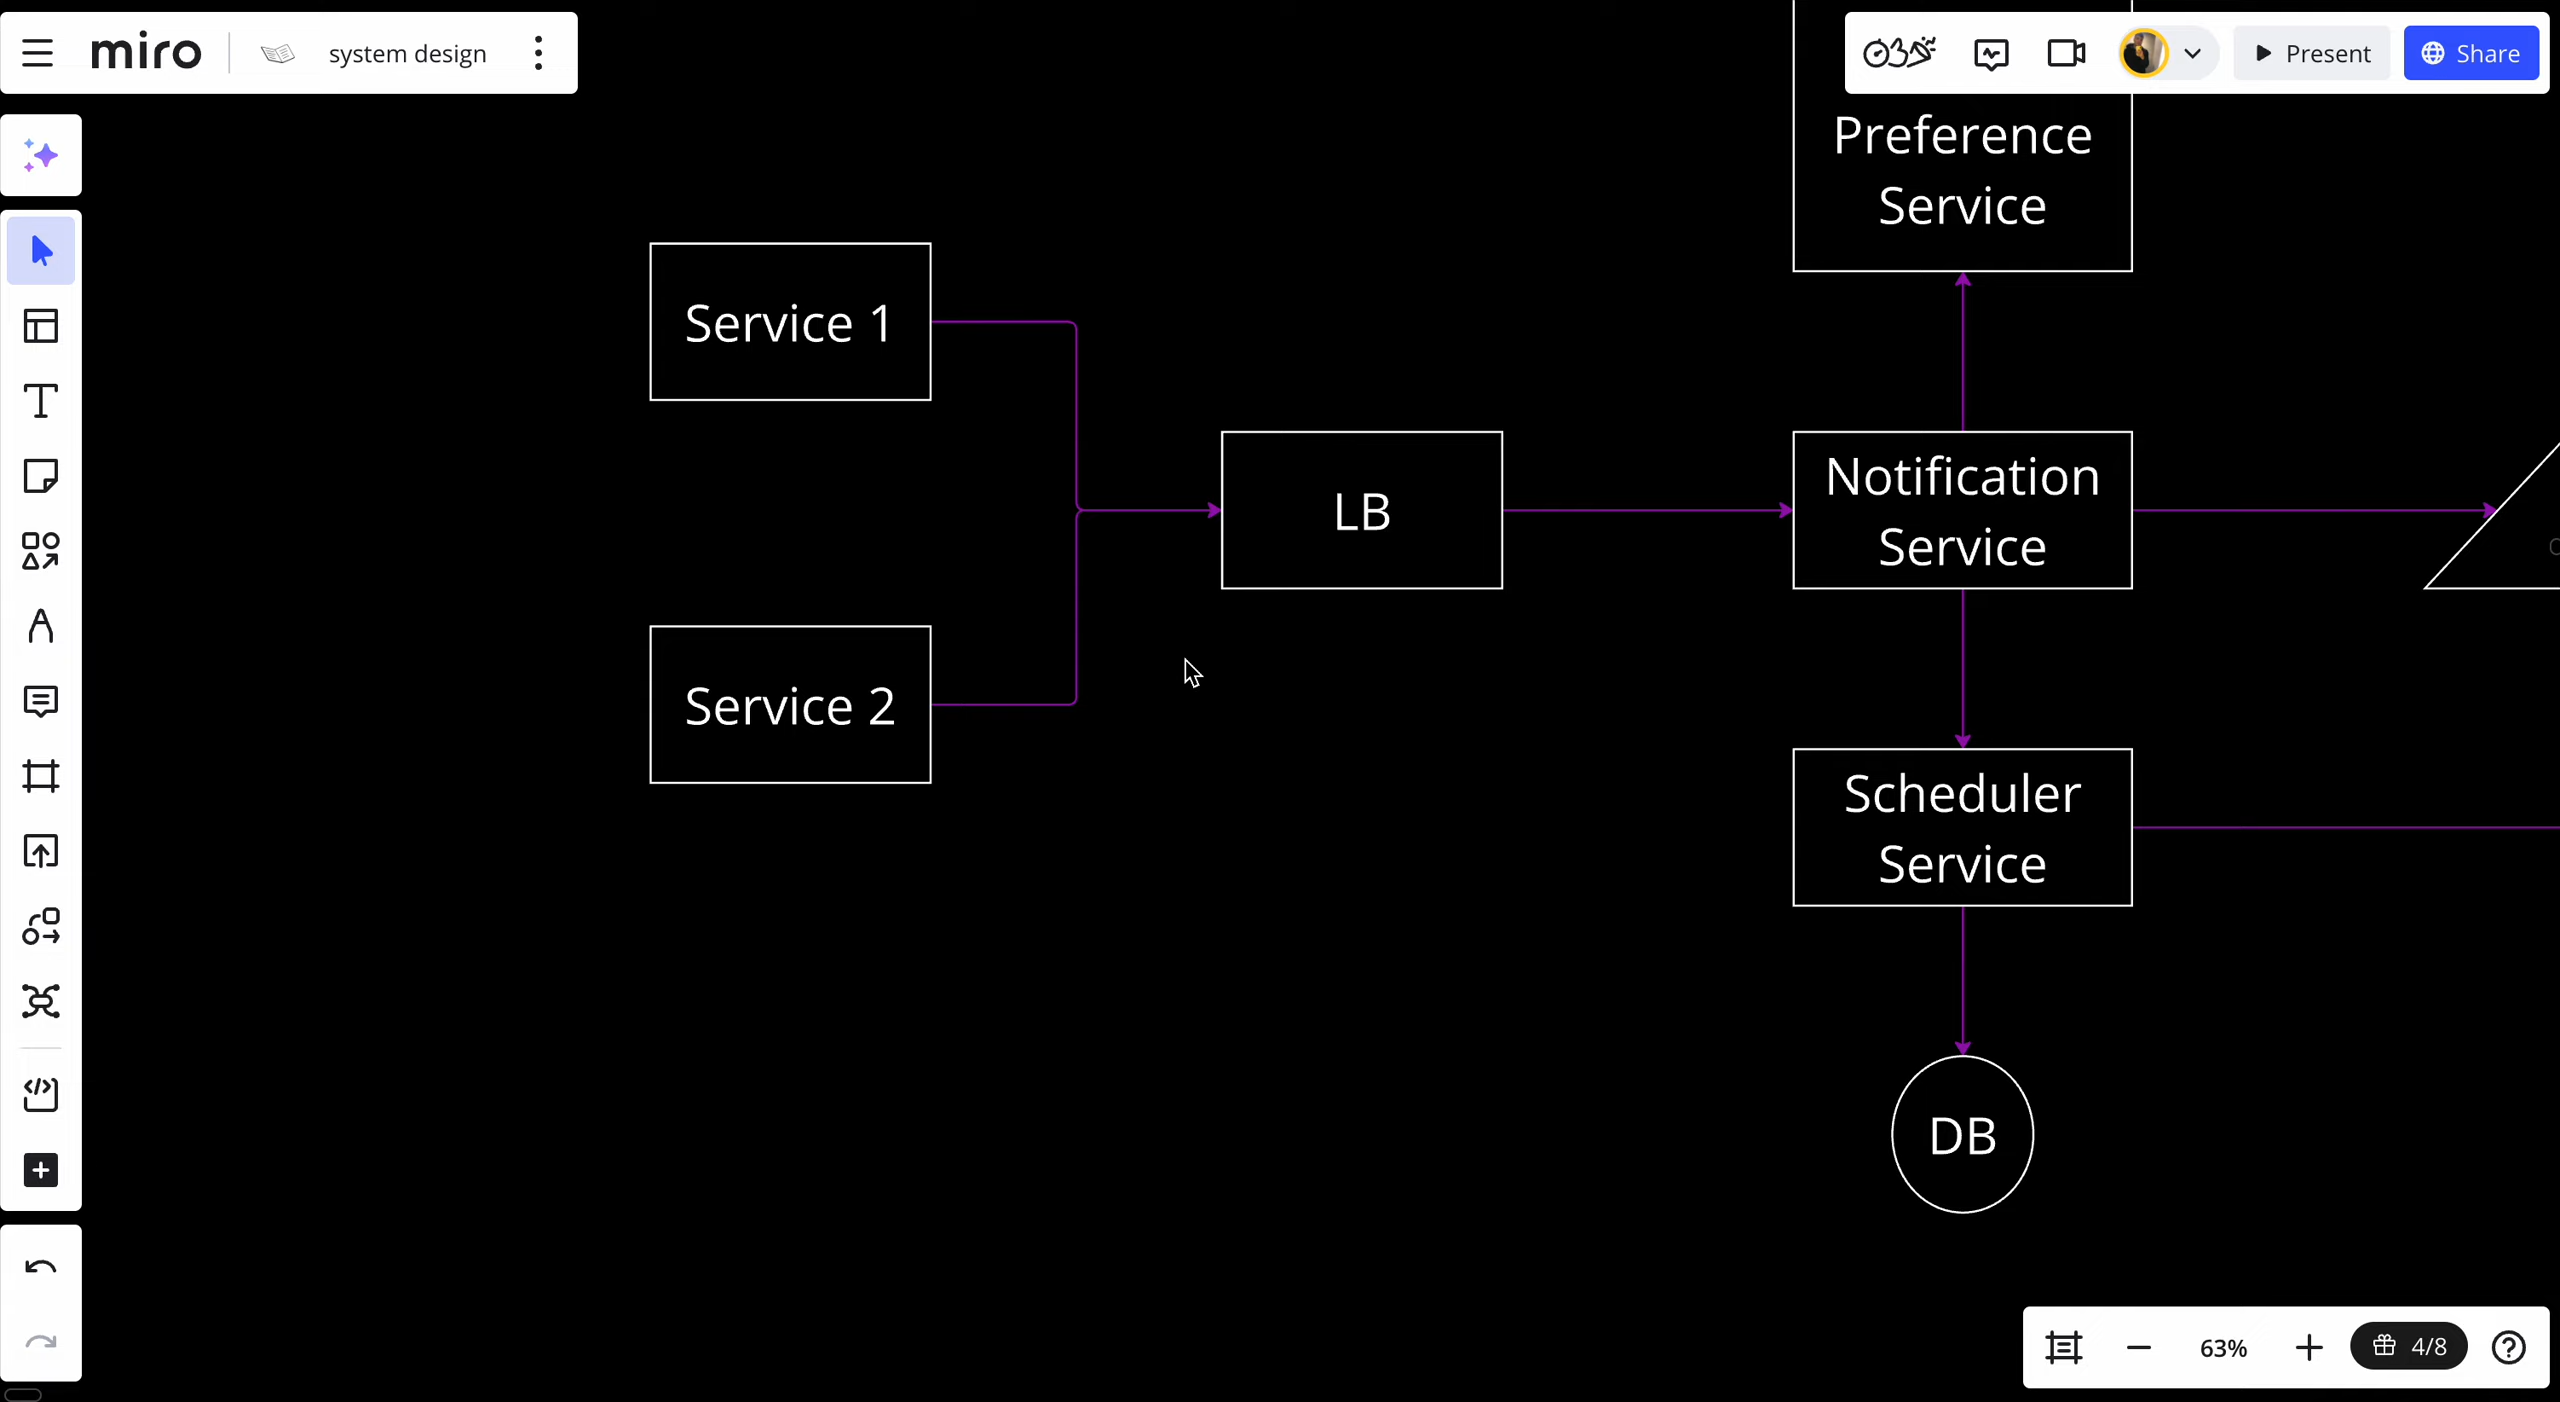 miro
system design
Present
Share
Preference
Service
Service 1
LB
Notification
Service
Service 2
Scheduler
Service
DB
63%
4/8